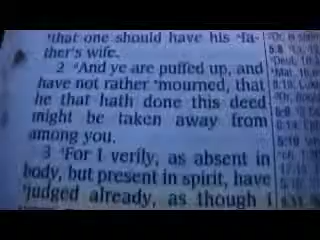 that one should have his fa-
ther's wife.
2 And ye are puffed up, and
have not rather mourned, that
he that hath done this deed
might be taken away from
among you.
3 For I verily, as absent in
body, but present in spirit, have
judged already, as though I